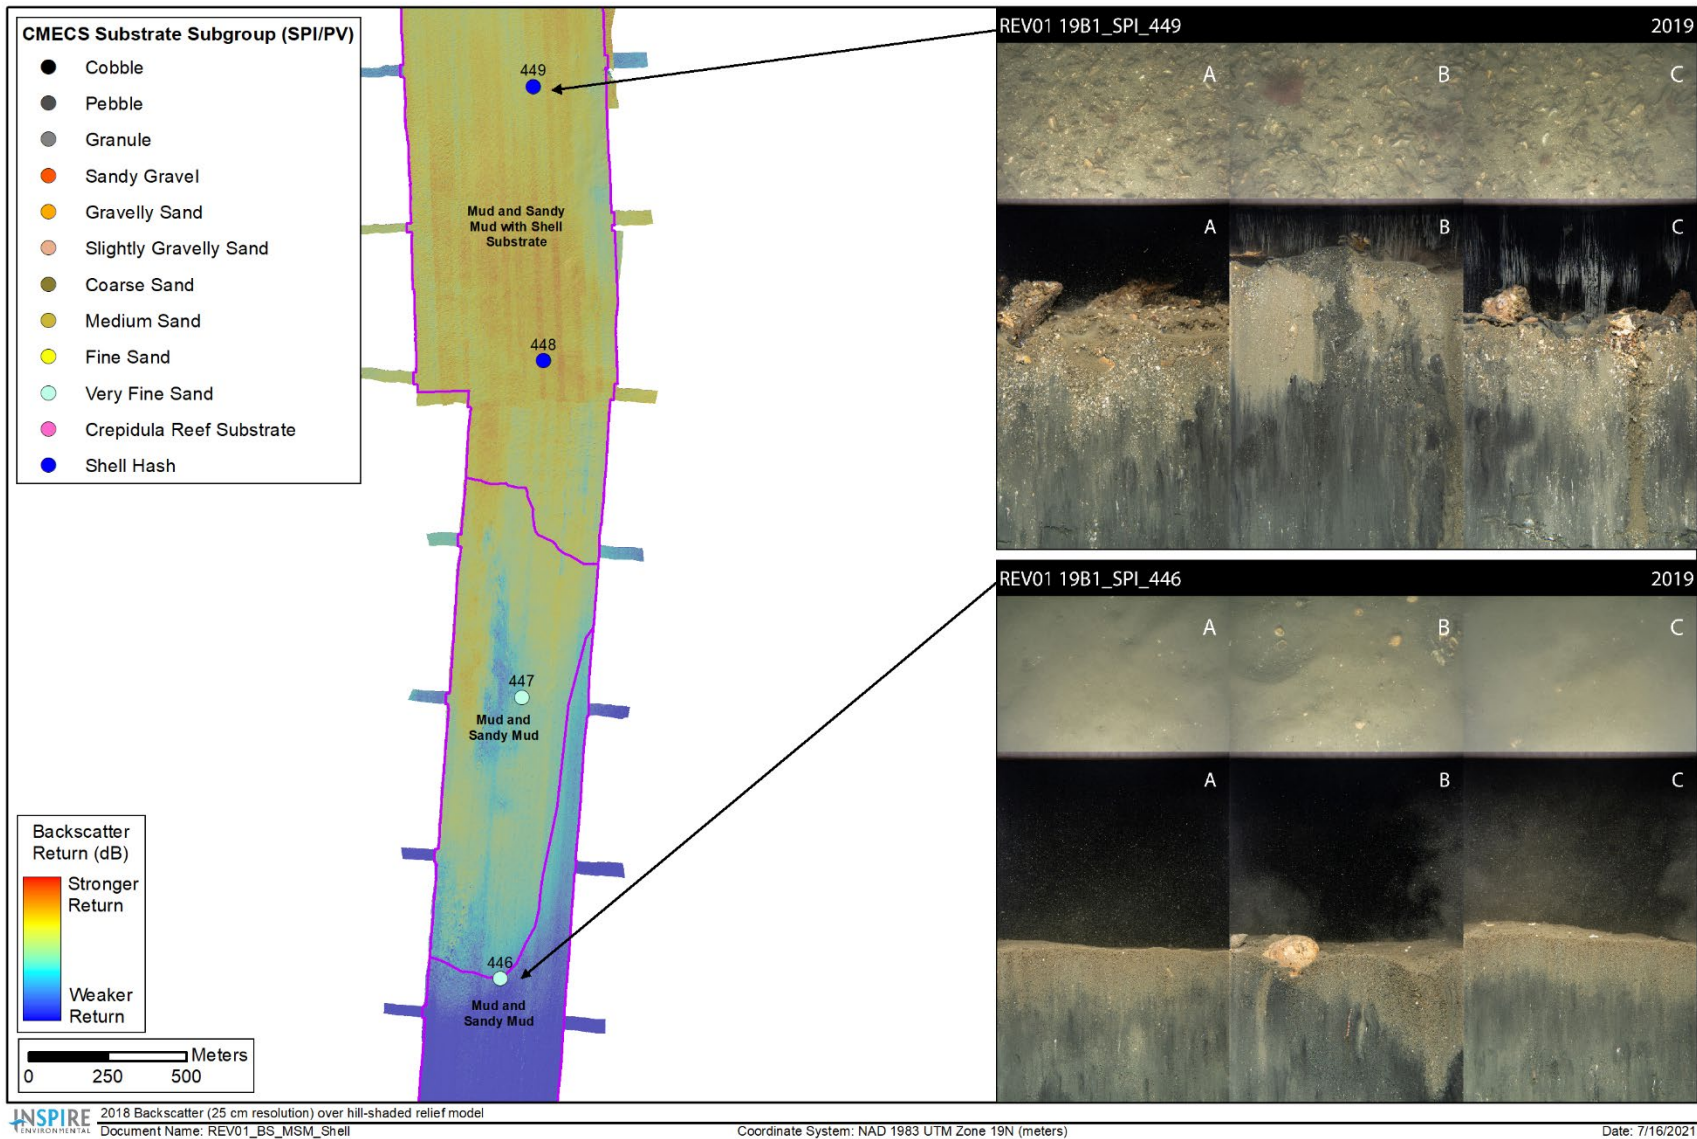 CMECS Substrate Subgroup (SPI/PV)
Cobble
Pebble
Granule
Sandy Gravel
Gravelly Sand
Slightly Gravelly Sand
Coarse Sand
Medium Sand
Fine Sand
Very Fine Sand
Crepidula Reef Substrate
Shell Hash
449
Mud and Sandy
Mud with Shell
Substrate
448
447
Mud and
Sandy Mud
446
Mud and
Sandy Mud
Backscatter
Return (dB)
Stronger
Return
Weaker
Return
Meters
0 250 500
REV01 19B1_SPI_449 2019
A B C
A B C
REV01 19B1_SPI_446 2019
A B C
A B C
INSPIRE
ENVIRONMENTAL
2018 Backscatter (25 cm resolution) over hill-shaded relief model
Document Name: REV01_BS_MSM_Shell
Coordinate System: NAD 1983 UTM Zone 19N (meters)
Date: 7/16/2021